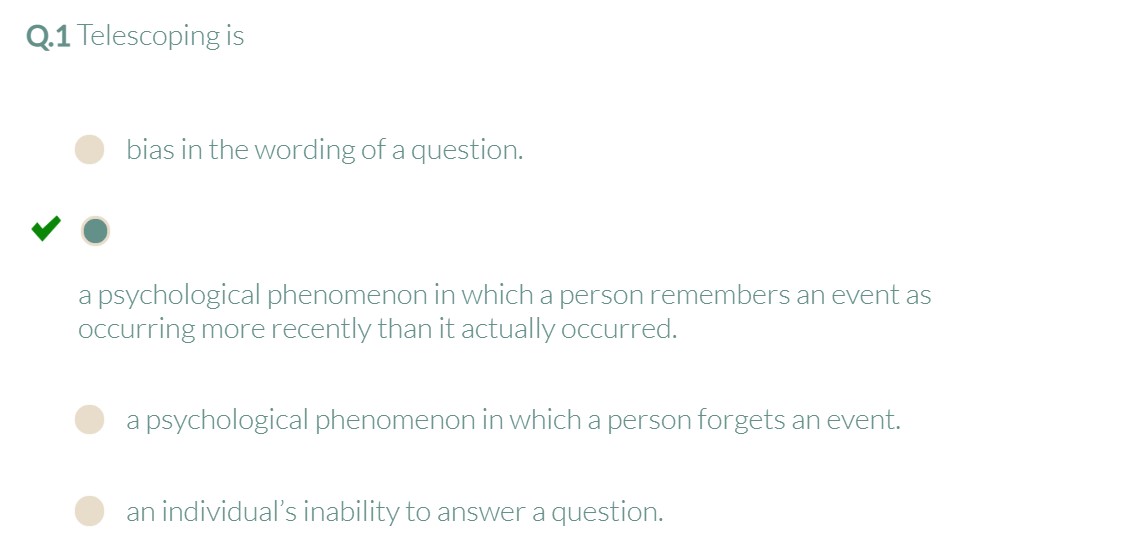 Q.1 Telescoping is
bias in the wording of a question.
a psychological phenomenon in which a person remembers an event as
occurring more recently than it actually occurred.
a psychological phenomenon in which a person forgets an event.
an individual’s inability to answer a question.